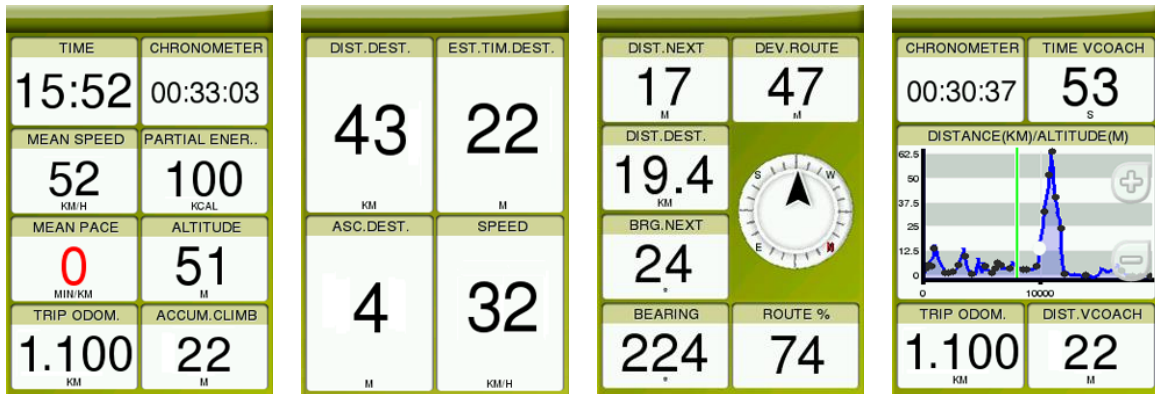 TIME CHRONOMETER
15:52 00:33:03
MEAN SPEED PARTIAL ENER..
52 100
KM/H KCAL
MEAN PACE ALTITUDE
0 51
MIN/KM M
TRIP ODOM. ACCUM.CLIMB
1.100 22
KM M
DIST.DEST. EST.TIM.DEST.
43 22
KM M
ASC.DEST. SPEED
4 32
M KM/H
DIST.NEXT DEV.ROUTE
17 47
M M
DIST.DEST.
19.4
KM
S W
E N
BRG.NEXT
24
°
BEARING ROUTE %
224 74
°
CHRONOMETER TIME VCOACH
00:30:37 53
S
DISTANCE(KM)/ALTITUDE(M)
62.5
50
37.5
25
12.5
0
0 10000
TRIP ODOM. DIST.VCOACH
1.100 22
KM M